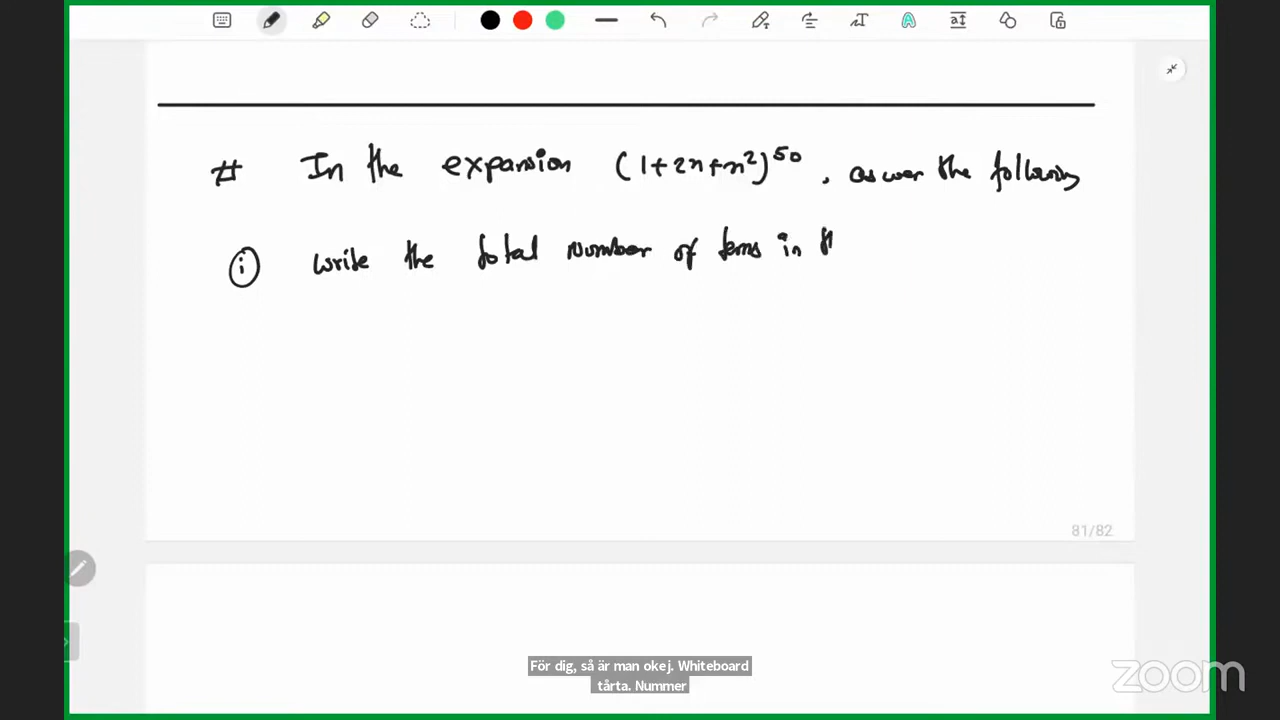 # In the expansion (1+2x+x²)⁵⁰, answer the following
(i) Write the total number of terms in th
81/82
För dig, så är man okej. Whiteboard
tårta. Nummer
zoom